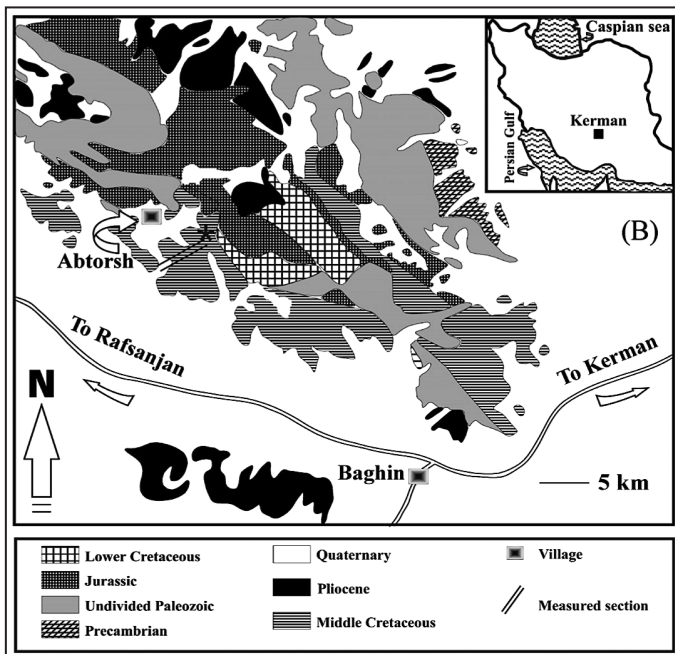 Caspian sea
Kerman
Persian Gulf
(B)
Abtorsh
To Rafsanjan
To Kerman
N
Baghin
5 km
Lower Cretaceous
Jurassic
Undivided Paleozoic
Precambrian
Quaternary
Pliocene
Middle Cretaceous
Village
Measured section